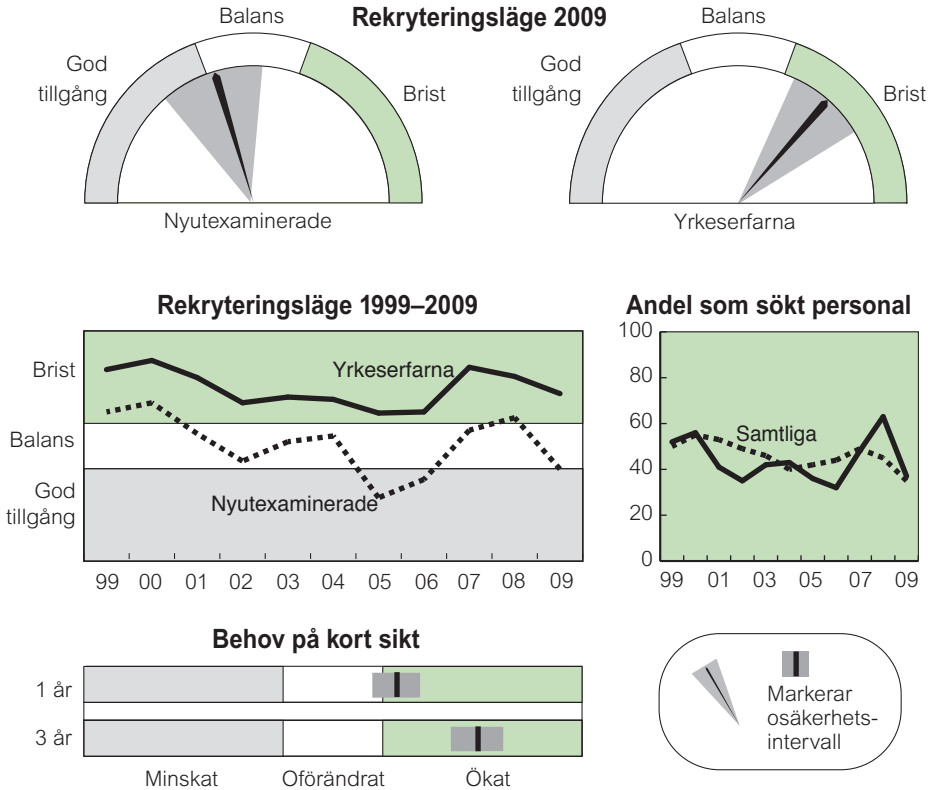 Rekryteringsläge 2009
Balans
God
tillgång
Brist
Nyutexaminerade
Balans
God
tillgång
Brist
Yrkeserfarna
Rekryteringsläge 1999–2009
Brist
Balans
God
tillgång
Yrkeserfarna
Nyutexaminerade
99 00 01 02 03 04 05 06 07 08 09
Andel som sökt personal
100
80
60
40
20
0
Samtliga
99 01 03 05 07 09
Behov på kort sikt
1 år
3 år
Minskat Oförändrat Ökat
Markerar
osäkerhets-
intervall